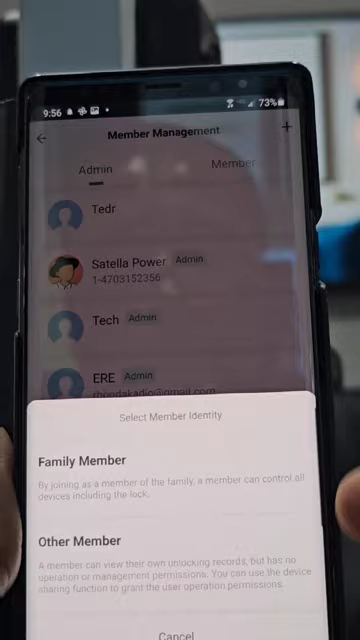 9:56 73%
Member Management +
Admin Member
Tedr
Satella Power Admin
1-4703152356
Tech Admin
ERE Admin
rhondakadio@gmail.com
Select Member Identity
Family Member
By joining as a member of the family, a member can control all
devices including the lock.
Other Member
A member can view their own unlocking records, but has no
operation or management permissions. You can use the device
sharing function to grant the user operation permissions.
Cancel